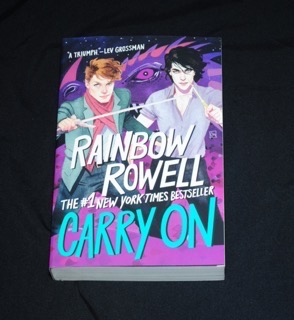 "A TRIUMPH."—LEV GROSSMAN
RAINBOW
ROWELL
THE #1 NEW YORK TIMES BESTSELLER
CARRY ON